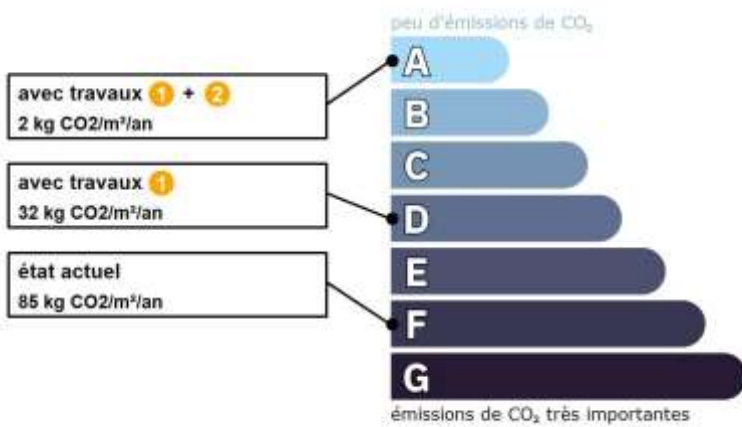 peu d'émissions de CO₂
A
avec travaux 1 + 2
2 kg CO2/m²/an
B
C
avec travaux 1
32 kg CO2/m²/an
D
E
état actuel
85 kg CO2/m²/an
F
G
émissions de CO₂ très importantes